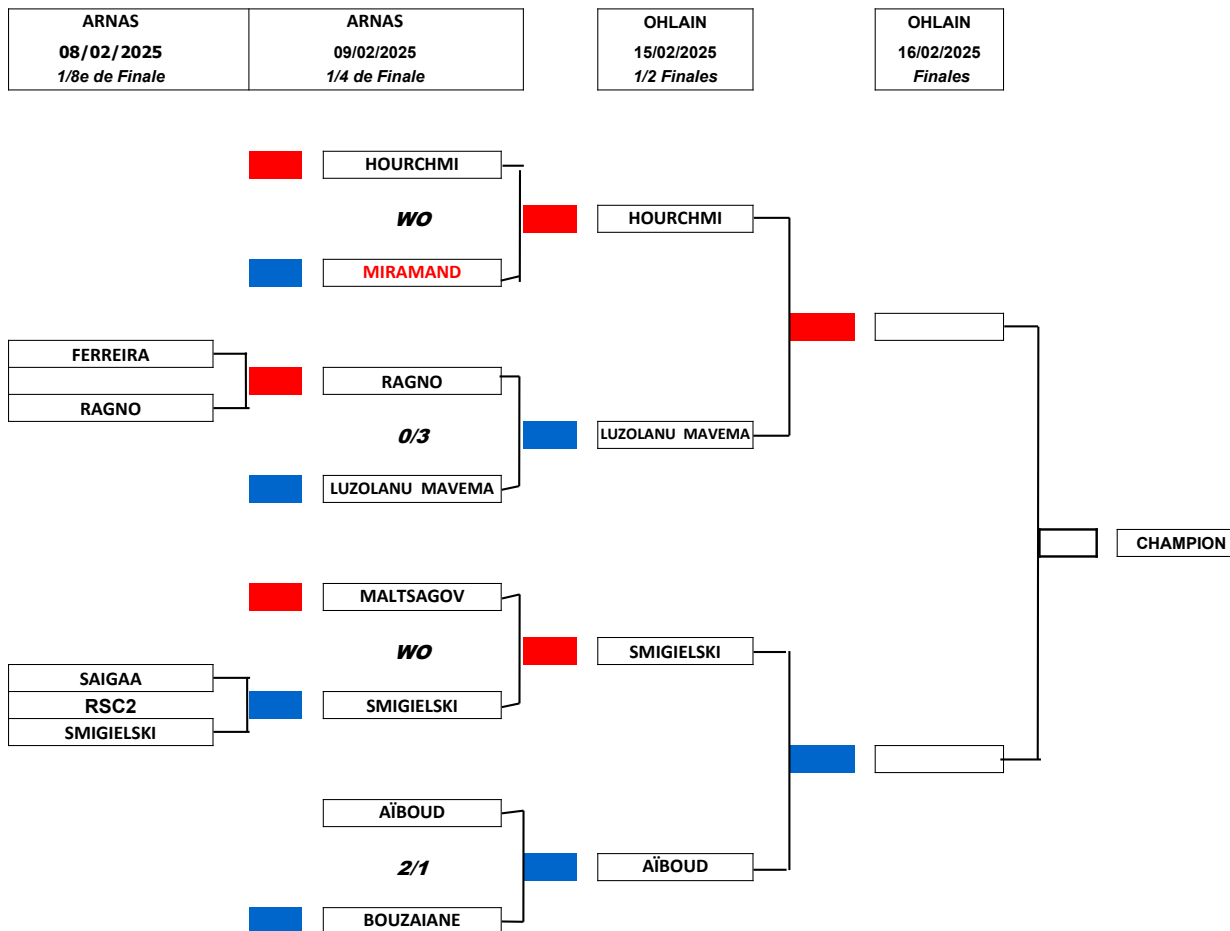 ARNAS
08/02/2025
1/8e de Finale
ARNAS
09/02/2025
1/4 de Finale
OHLAIN
15/02/2025
1/2 Finales
OHLAIN
16/02/2025
Finales
HOURCHMI
WO
HOURCHMI
MIRAMAND
FERREIRA
RAGNO
RAGNO
0/3
LUZOLANU MAVEMA
LUZOLANU MAVEMA
CHAMPION
MALTSAGOV
WO
SMIGIELSKI
SAIGAA
RSC2
SMIGIELSKI
SMIGIELSKI
AÏBOUD
2/1
AÏBOUD
BOUZAIANE